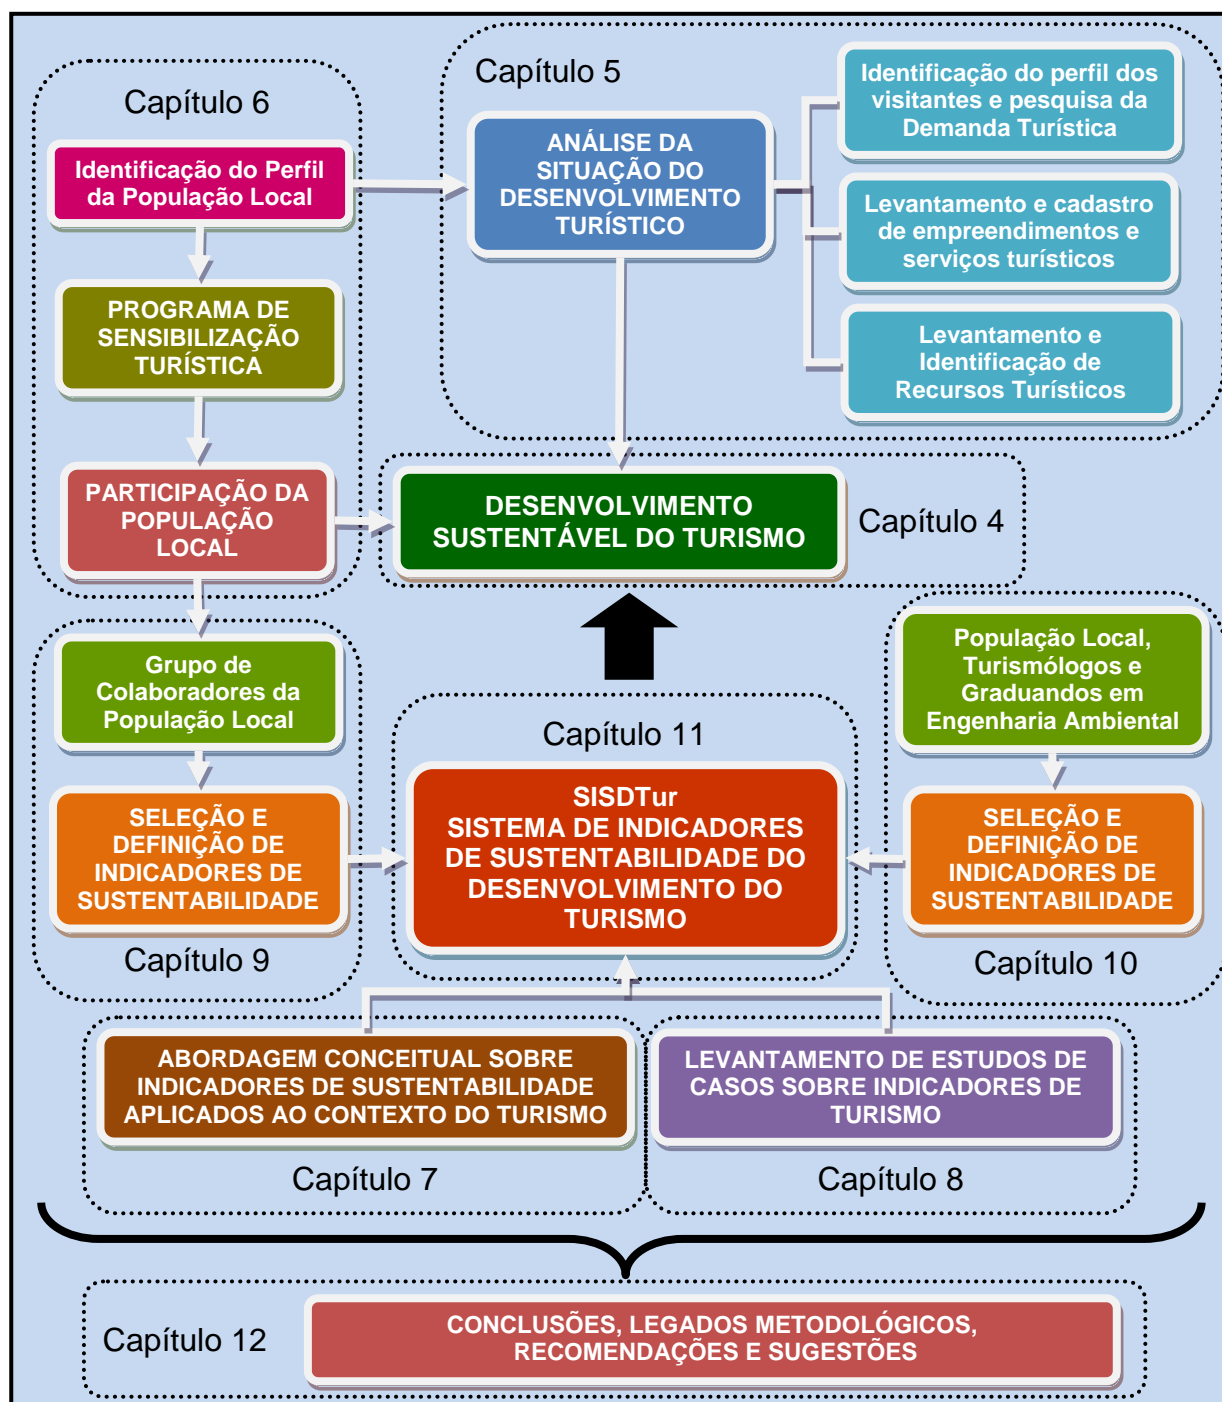 Capítulo 6
Identificação do Perfil
da População Local
PROGRAMA DE
SENSIBILIZAÇÃO
TURÍSTICA
PARTICIPAÇÃO DA
POPULAÇÃO
LOCAL
Capítulo 5
ANÁLISE DA
SITUAÇÃO DO
DESENVOLVIMENTO
TURÍSTICO
Identificação do perfil dos
visitantes e pesquisa da
Demanda Turística
Levantamento e cadastro
de empreendimentos e
serviços turísticos
Levantamento e
Identificação de
Recursos Turísticos
DESENVOLVIMENTO
SUSTENTÁVEL DO TURISMO
Capítulo 4
Grupo de
Colaboradores da
População Local
SELEÇÃO E
DEFINIÇÃO DE
INDICADORES DE
SUSTENTABILIDADE
Capítulo 9
Capítulo 11
SISDTur
SISTEMA DE INDICADORES
DE SUSTENTABILIDADE DO
DESENVOLVIMENTO DO
TURISMO
População Local,
Turismólogos e
Graduandos em
Engenharia Ambiental
SELEÇÃO E
DEFINIÇÃO DE
INDICADORES DE
SUSTENTABILIDADE
Capítulo 10
ABORDAGEM CONCEITUAL SOBRE
INDICADORES DE SUSTENTABILIDADE
APLICADOS AO CONTEXTO DO TURISMO
Capítulo 7
LEVANTAMENTO DE ESTUDOS DE
CASOS SOBRE INDICADORES DE
TURISMO
Capítulo 8
Capítulo 12
CONCLUSÕES, LEGADOS METODOLÓGICOS,
RECOMENDAÇÕES E SUGESTÕES